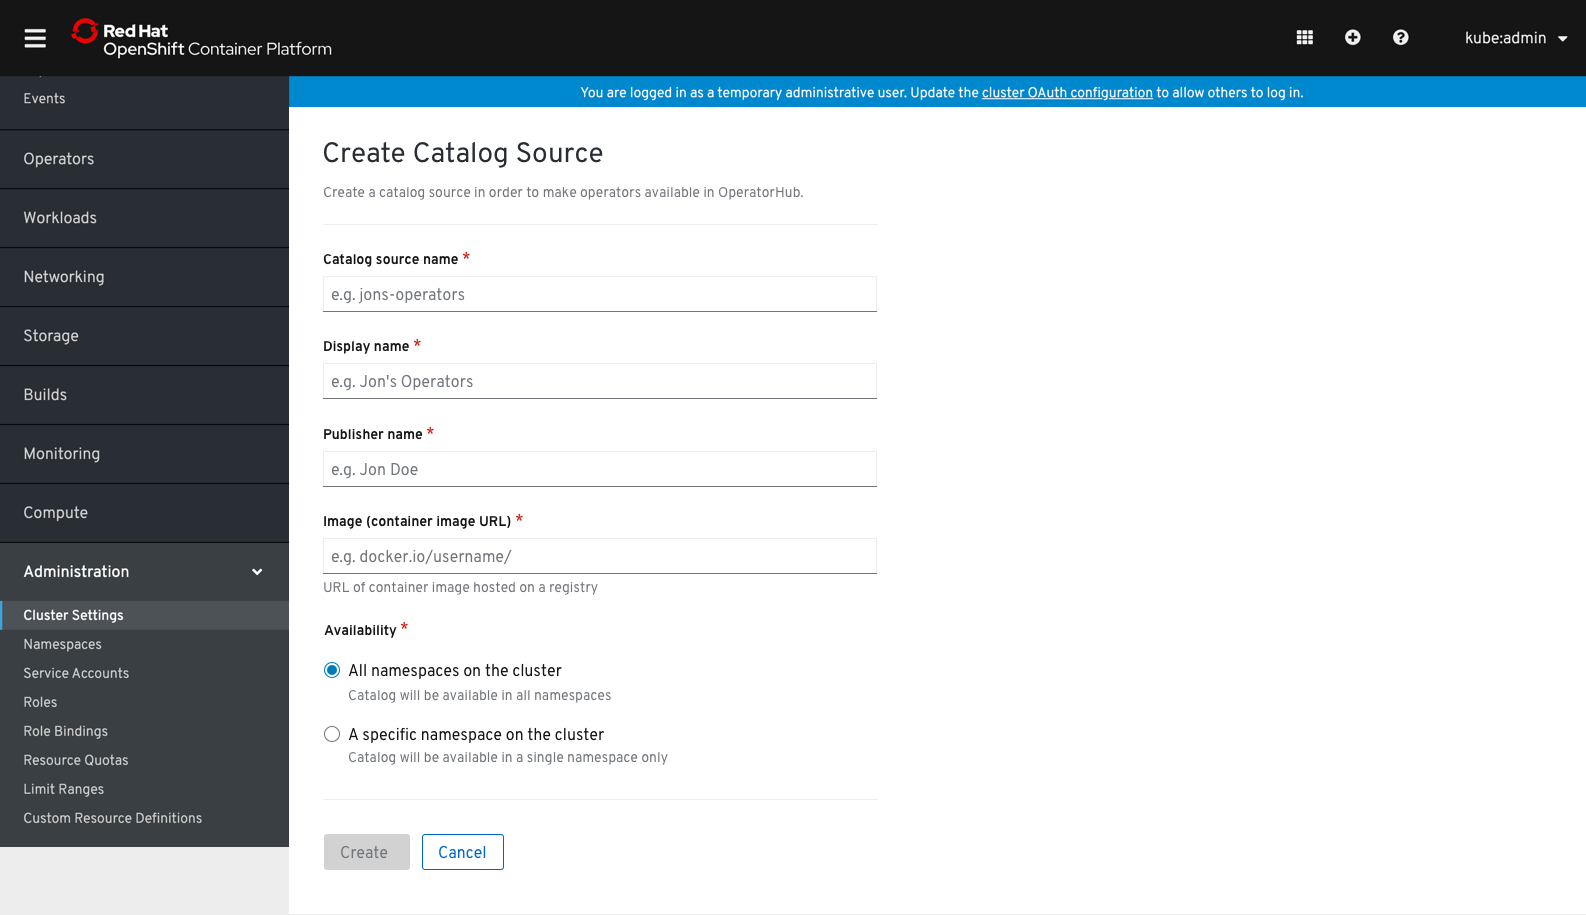 Red Hat
OpenShift Container Platform
kube:admin
You are logged in as a temporary administrative user. Update the cluster OAuth configuration to allow others to log in.
Events
Operators
Workloads
Networking
Storage
Builds
Monitoring
Compute
Administration
Cluster Settings
Namespaces
Service Accounts
Roles
Role Bindings
Resource Quotas
Limit Ranges
Custom Resource Definitions
Create Catalog Source
Create a catalog source in order to make operators available in OperatorHub.
Catalog source name *
e.g. jons-operators
Display name *
e.g. Jon's Operators
Publisher name *
e.g. Jon Doe
Image (container image URL) *
e.g. docker.io/username/
URL of container image hosted on a registry
Availability *
All namespaces on the cluster
Catalog will be available in all namespaces
A specific namespace on the cluster
Catalog will be available in a single namespace only
Create Cancel